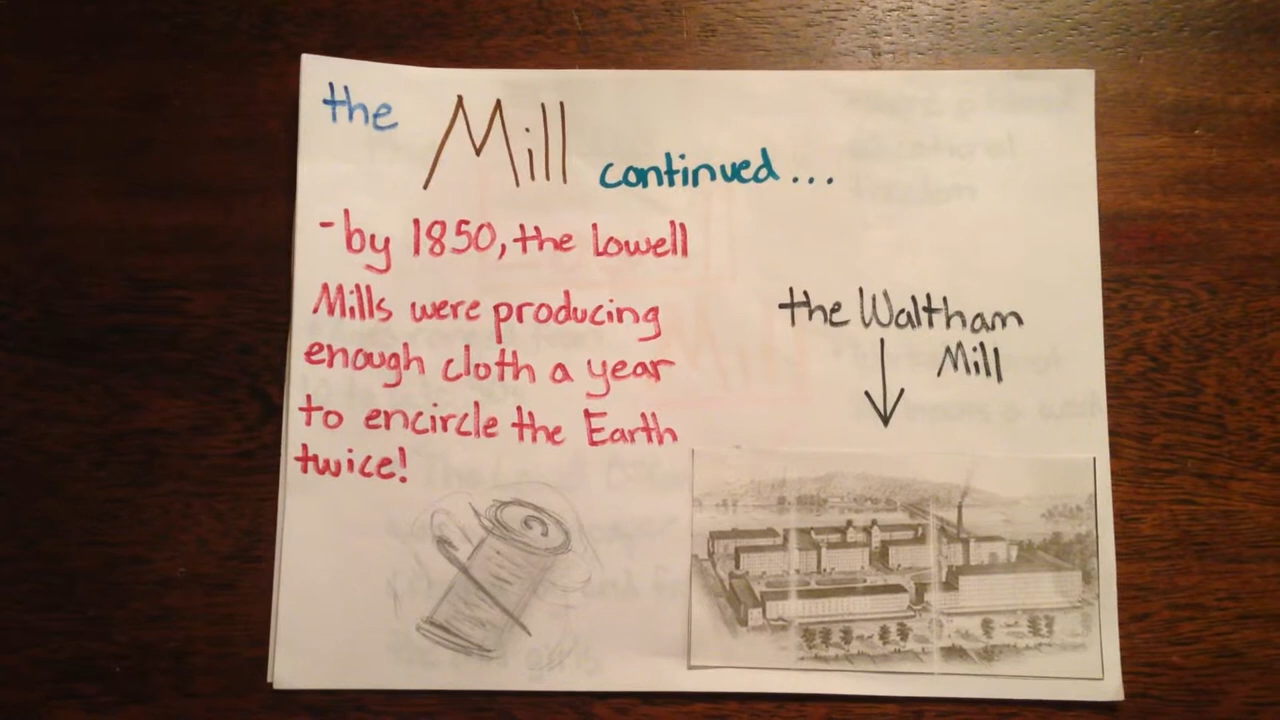 the Mill continued...
-by 1850, the Lowell
Mills were producing
enough cloth a year
to encircle the Earth
twice!
the Waltham
Mill